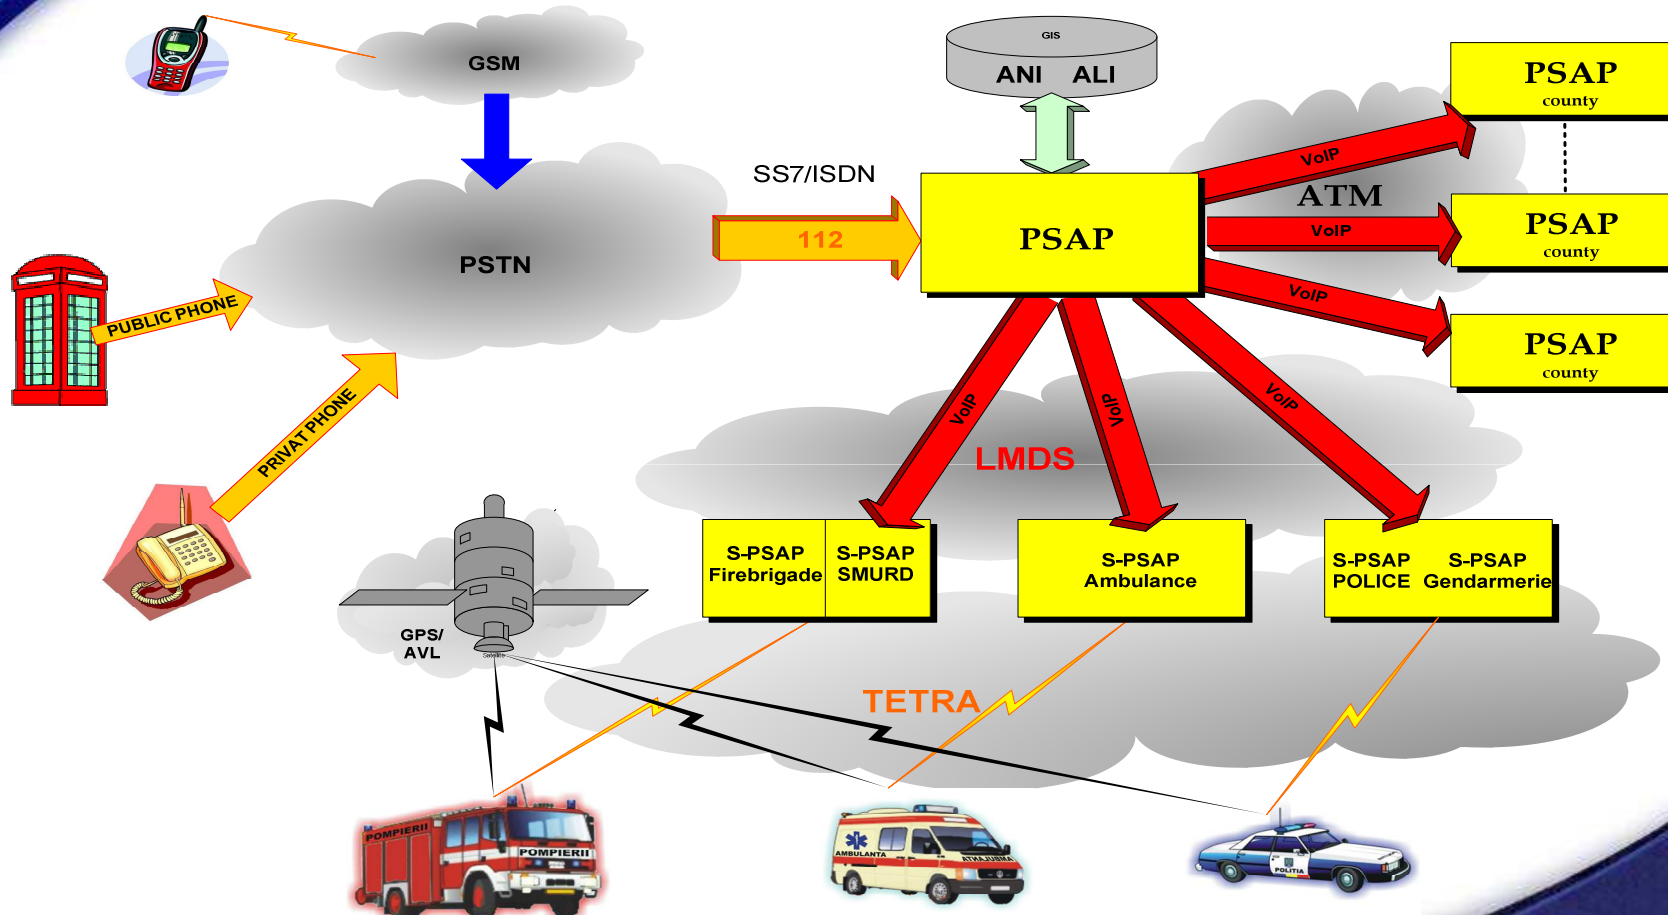 GSM
GIS
ANI ALI
PSAP
county
SS7/ISDN
112
PSAP
VoIP
ATM
VoIP
PSAP
county
VoIP
PSAP
county
PSTN
PUBLIC PHONE
PRIVAT PHONE
VoIP
VoIP
VoIP
LMDS
S-PSAP
Firebrigade
S-PSAP
SMURD
S-PSAP
Ambulance
S-PSAP
POLICE
S-PSAP
Gendarmerie
GPS/
AVL
Satellite
TETRA
POMPIERII
POMPIERII
AMBULANTA
AMBULANTA
POLITIA